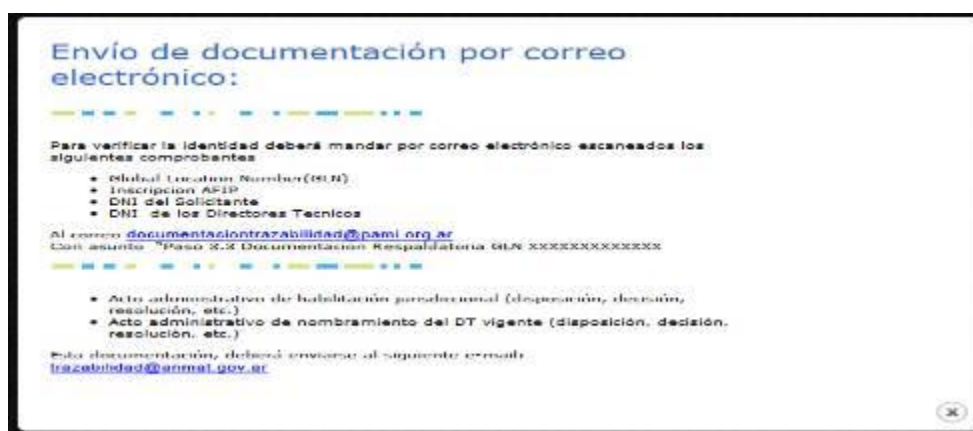 Envío de documentación por correo
electrónico:
Para verificar la identidad deberá mandar por correo electrónico escaneados los
siguientes comprobantes
• Global Location Number(GLN)
• Inscripcion AFIP
• DNI del Solicitante
• DNI de los Directores Tecnicos
Al correo documentaciontrazabilidad@pami.org.ar
Con asunto "Paso 3.3 Documentacion Respaldatoria GLN xxxxxxxxxxxxx
• Acto administrativo de habilitación jurisdiccional (disposición, decisión,
resolución, etc.)
• Acto administrativo de nombramiento del DT vigente (disposición, decisión,
resolución, etc.)
Esta documentación, deberá enviarse al siguiente e-mail:
trazabilidad@anmat.gov.ar